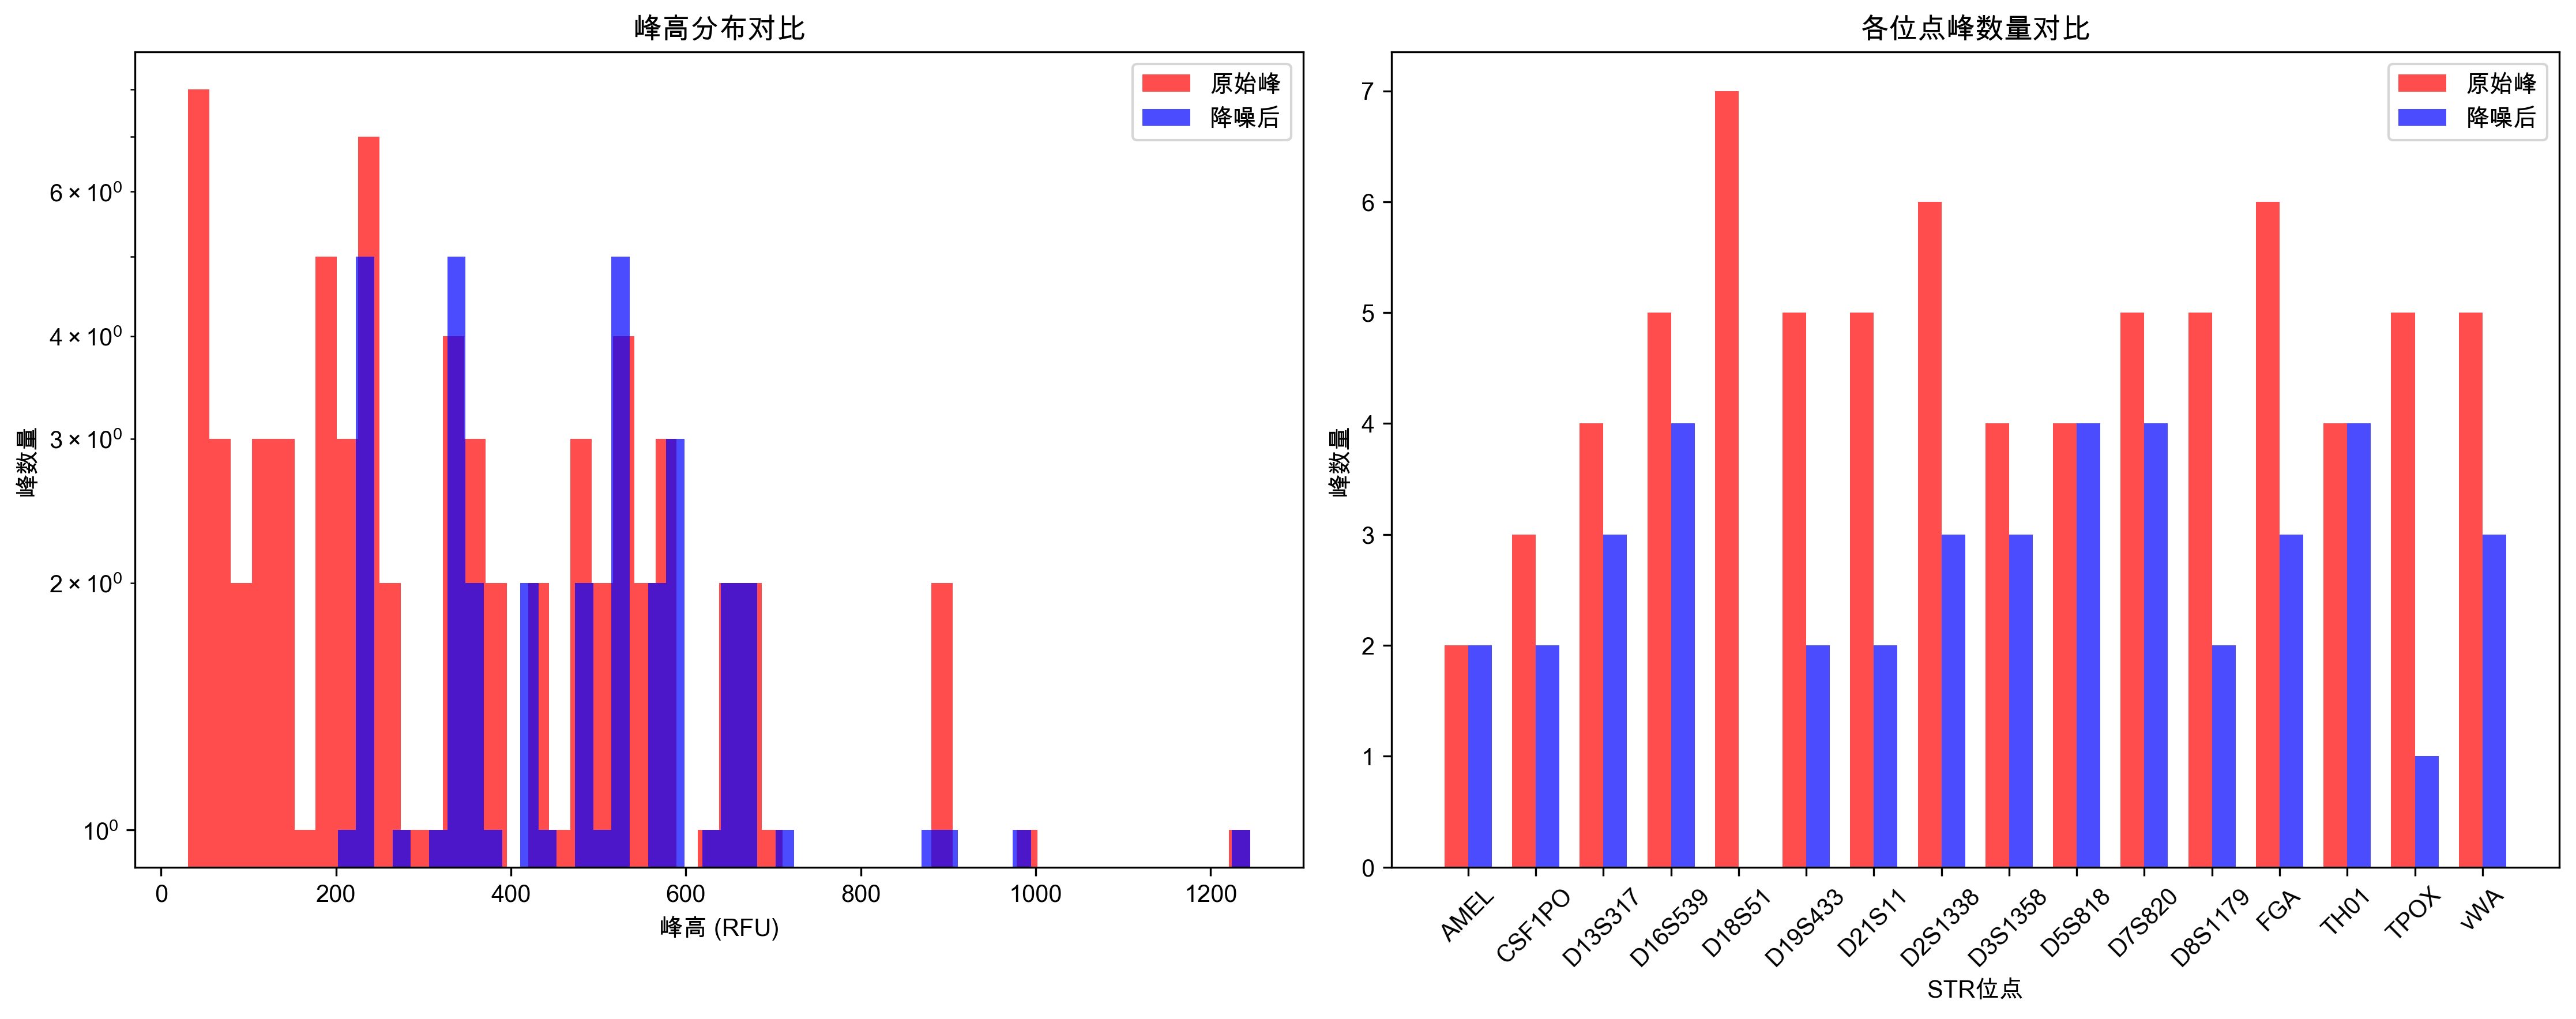 峰高分布对比
原始峰
降噪后
6 × 10⁰
4 × 10⁰
3 × 10⁰
2 × 10⁰
10⁰
峰数量
0 200 400 600 800 1000 1200
峰高 (RFU)
各位点峰数量对比
原始峰
降噪后
7
6
5
4
3
2
1
0
峰数量
AMEL CSF1PO D13S317 D16S539 D18S51 D19S433 D21S11 D2S1338 D3S1358 D5S818 D7S820 D8S1179 FGA TH01 TPOX vWA
STR位点